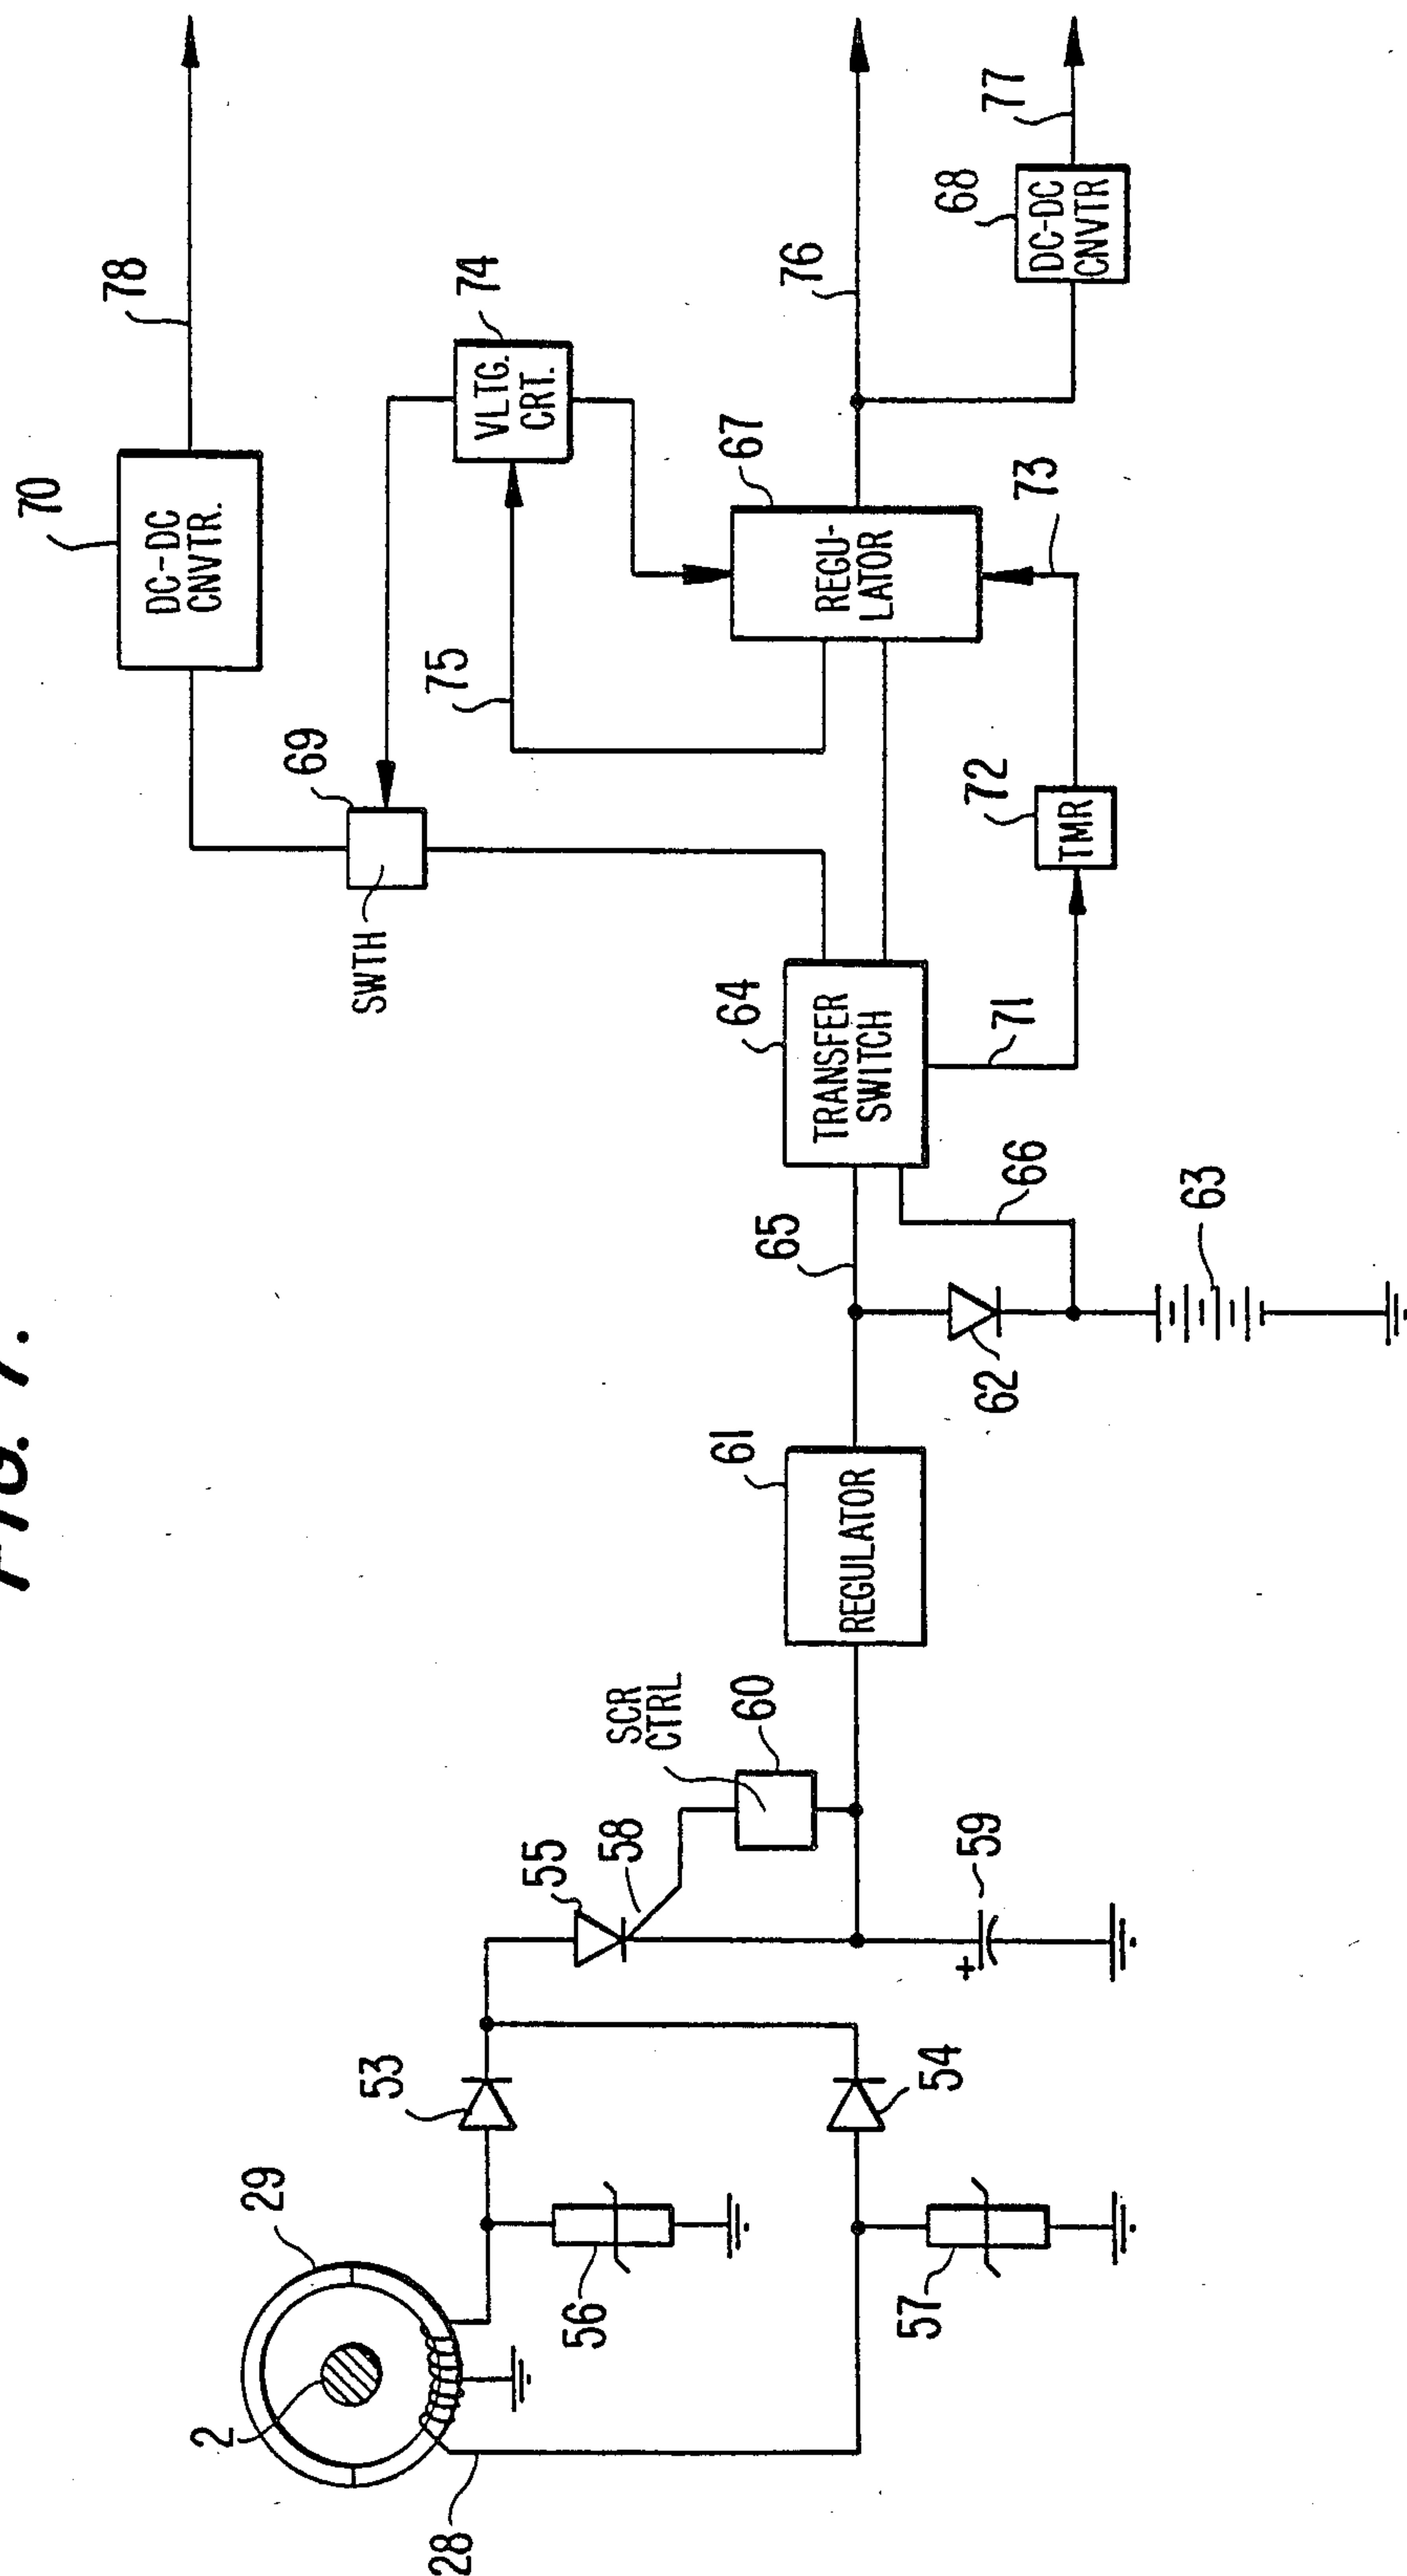 FIG. 7.
70
DC-DC
CNVTR.
78
69
SWTH
75
74
VLTG.
CRT.
67
REGU-
LATOR
76
68
DC-DC
CNVTR
77
73
72
TMR
71
64
TRANSFER
SWITCH
65
66
63
62
61
REGULATOR
SCR
CTRL
60
58
55
59
+
53
54
29
2
28
56
57